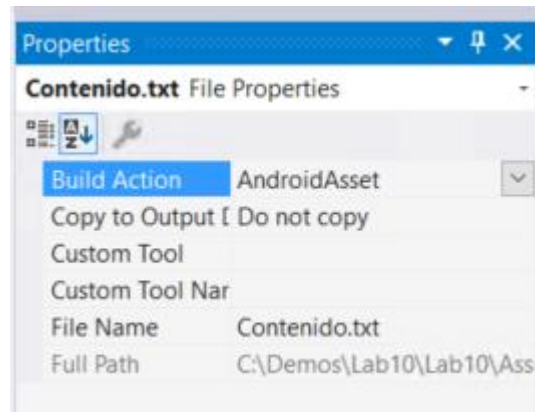 Properties
Contenido.txt File Properties
Build Action AndroidAsset
Copy to Output D Do not copy
Custom Tool
Custom Tool Nar
File Name Contenido.txt
Full Path C:\Demos\Lab10\Lab10\Ass